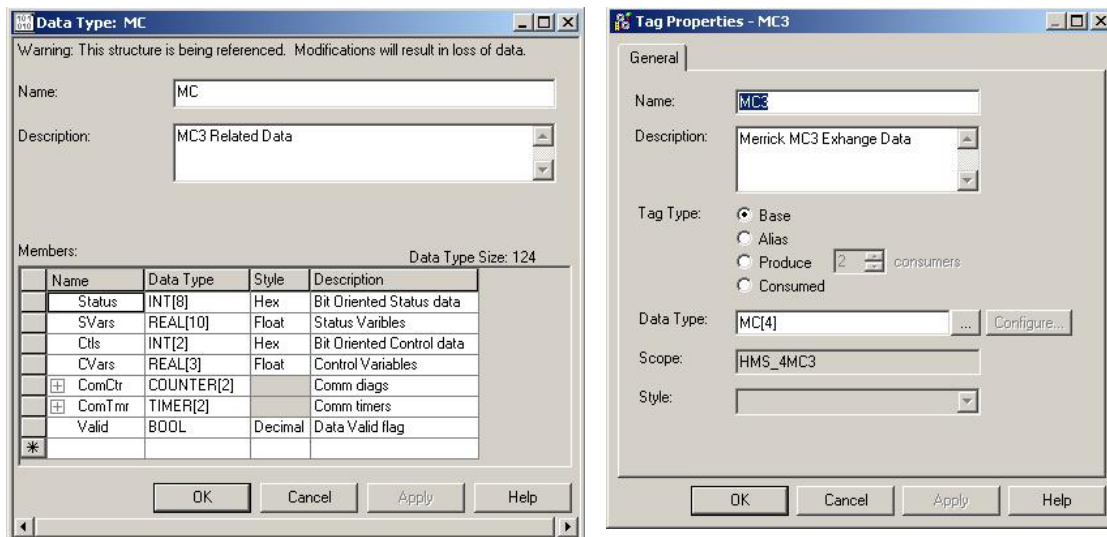 Data Type: MC
Warning: This structure is being referenced. Modifications will result in loss of data.
Name: MC
Description: MC3 Related Data
Members: Data Type Size: 124
Name Data Type Style Description
Status INT[8] Hex Bit Oriented Status data
SVars REAL[10] Float Status Varibles
Ctls INT[2] Hex Bit Oriented Control data
CVars REAL[3] Float Control Variables
ComCtr COUNTER[2] Comm diags
ComTmr TIMER[2] Comm timers
Valid BOOL Decimal Data Valid flag
OK Cancel Apply Help
Tag Properties - MC3
General
Name: MC3
Description: Merrick MC3 Exhange Data
Tag Type: Base
Alias
Produce 2 consumers
Consumed
Data Type: MC[4] ... Configure...
Scope: HMS_4MC3
Style:
OK Cancel Apply Help